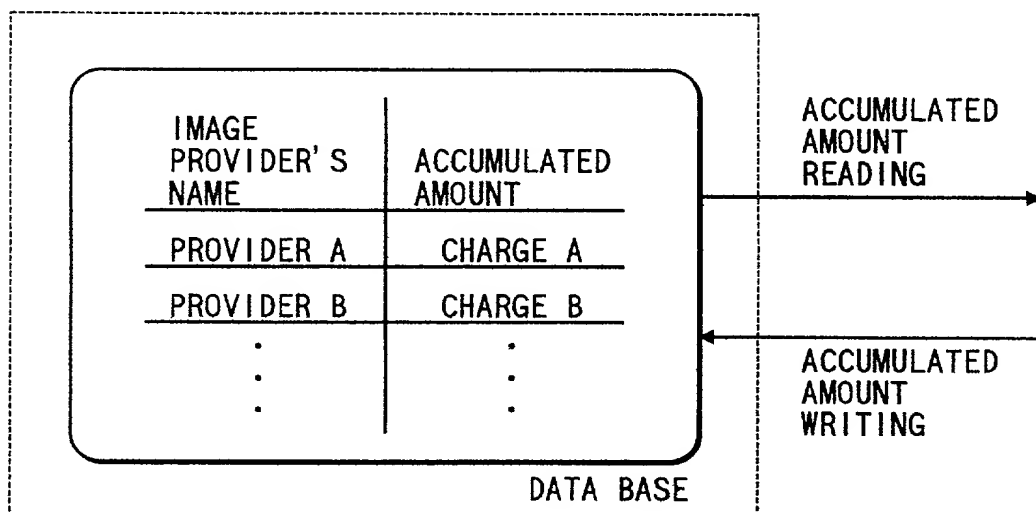 IMAGE
PROVIDER'S
NAME
ACCUMULATED
AMOUNT
PROVIDER A
CHARGE A
PROVIDER B
CHARGE B
DATA BASE
ACCUMULATED
AMOUNT
READING
ACCUMULATED
AMOUNT
WRITING